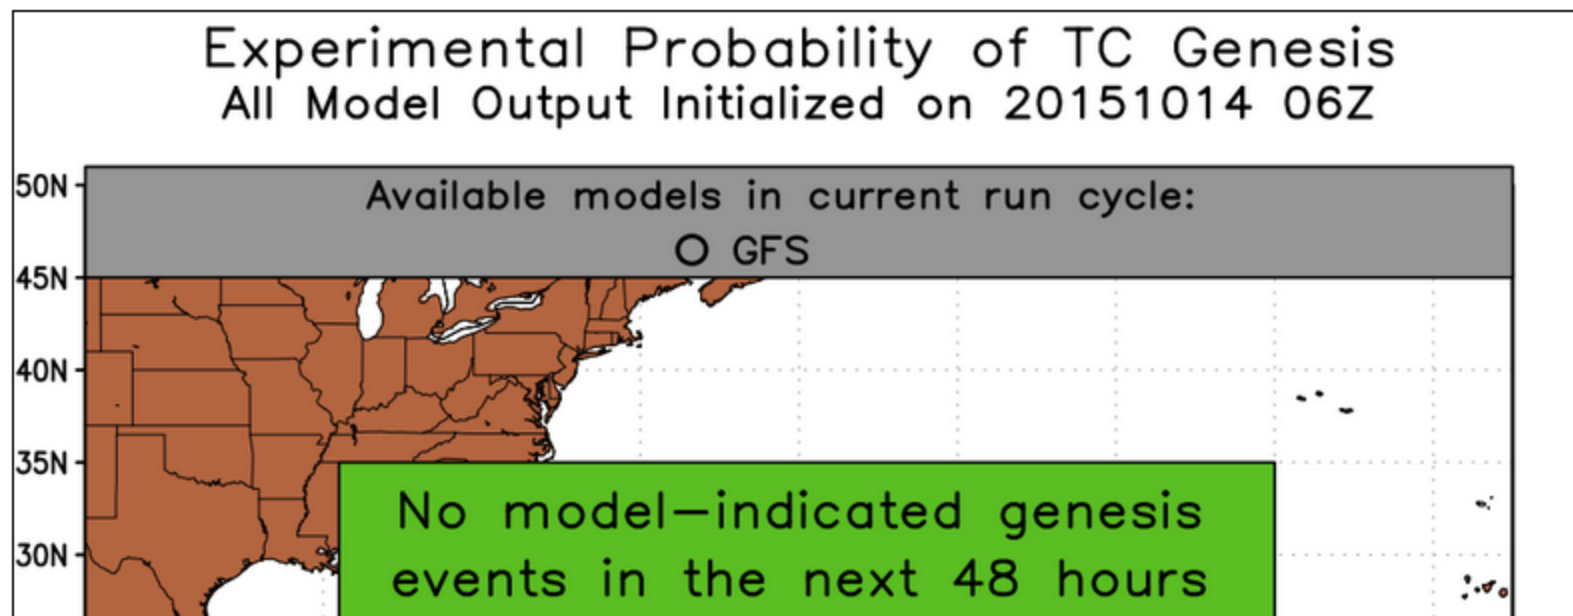 Experimental Probability of TC Genesis
All Model Output Initialized on 20151014 06Z
50N
Available models in current run cycle:
GFS
45N
40N
35N
No model-indicated genesis
30N
events in the next 48 hours